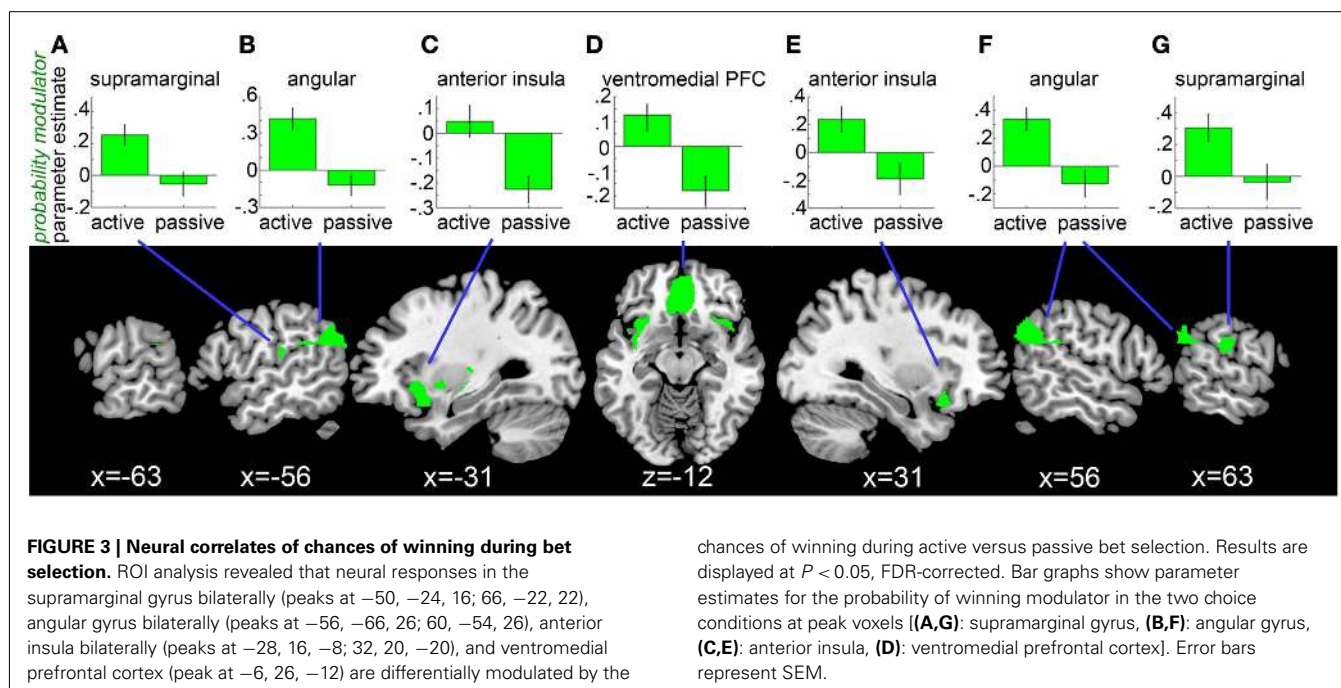 A B C D E F G
supramarginal angular anterior insula ventromedial PFC anterior insula angular supramarginal
probability modulator
parameter estimate
.4
.2
0
-.2
active passive
.6
.3
0
-.3
active passive
.1
0
-.1
-.2
-.3
active passive
.2
.1
0
-.1
-.2
active passive
.4
.2
0
-.2
.4
active passive
.4
.2
0
-.2
active passive
.4
.2
0
-.2
active passive
x=-63 x=-56 x=-31 z=-12 x=31 x=56 x=63
FIGURE 3 | Neural correlates of chances of winning during bet
selection. ROI analysis revealed that neural responses in the
supramarginal gyrus bilaterally (peaks at −50, −24, 16; 66, −22, 22),
angular gyrus bilaterally (peaks at −56, −66, 26; 60, −54, 26), anterior
insula bilaterally (peaks at −28, 16, −8; 32, 20, −20), and ventromedial
prefrontal cortex (peak at −6, 26, −12) are differentially modulated by the
chances of winning during active versus passive bet selection. Results are
displayed at P < 0.05, FDR-corrected. Bar graphs show parameter
estimates for the probability of winning modulator in the two choice
conditions at peak voxels [(A,G): supramarginal gyrus, (B,F): angular gyrus,
(C,E): anterior insula, (D): ventromedial prefrontal cortex]. Error bars
represent SEM.